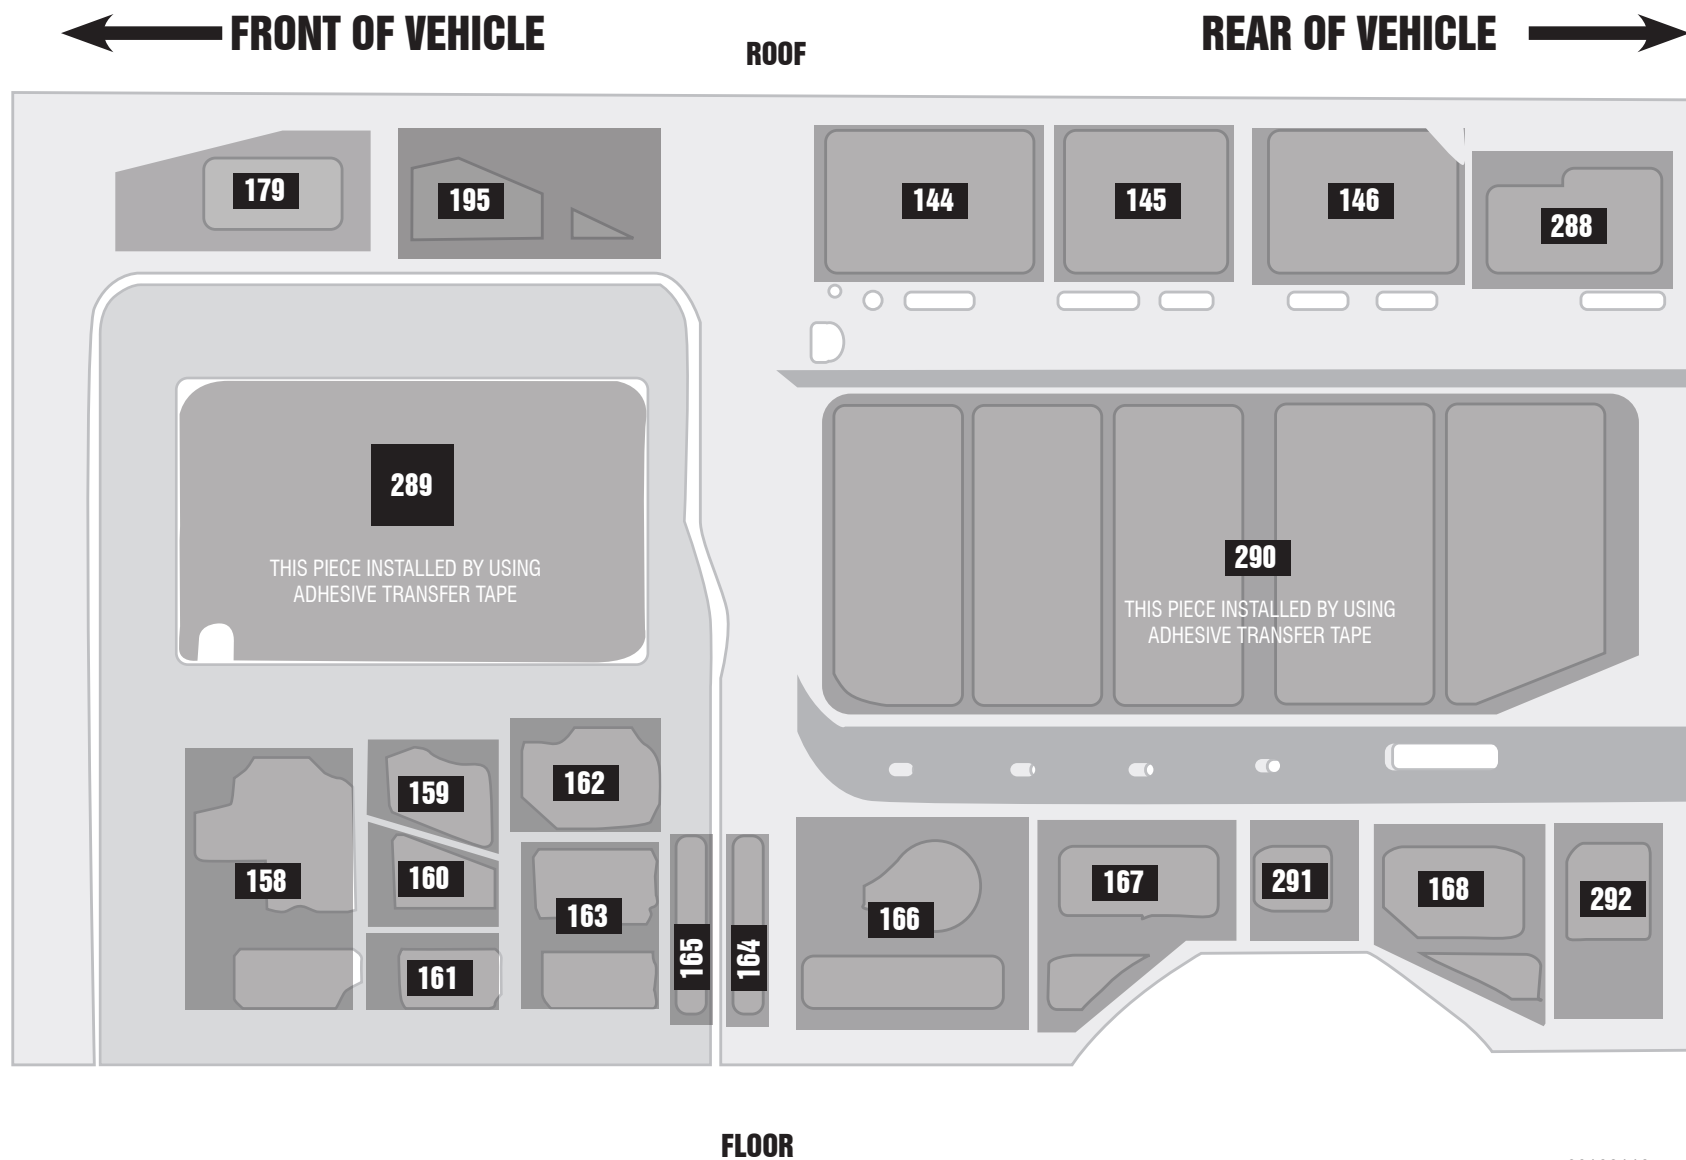 FRONT OF VEHICLE
ROOF
REAR OF VEHICLE
179
195
144
145
146
288
289
THIS PIECE INSTALLED BY USING
ADHESIVE TRANSFER TAPE
290
THIS PIECE INSTALLED BY USING
ADHESIVE TRANSFER TAPE
158
159
160
161
162
163
165
164
166
167
291
168
292
FLOOR